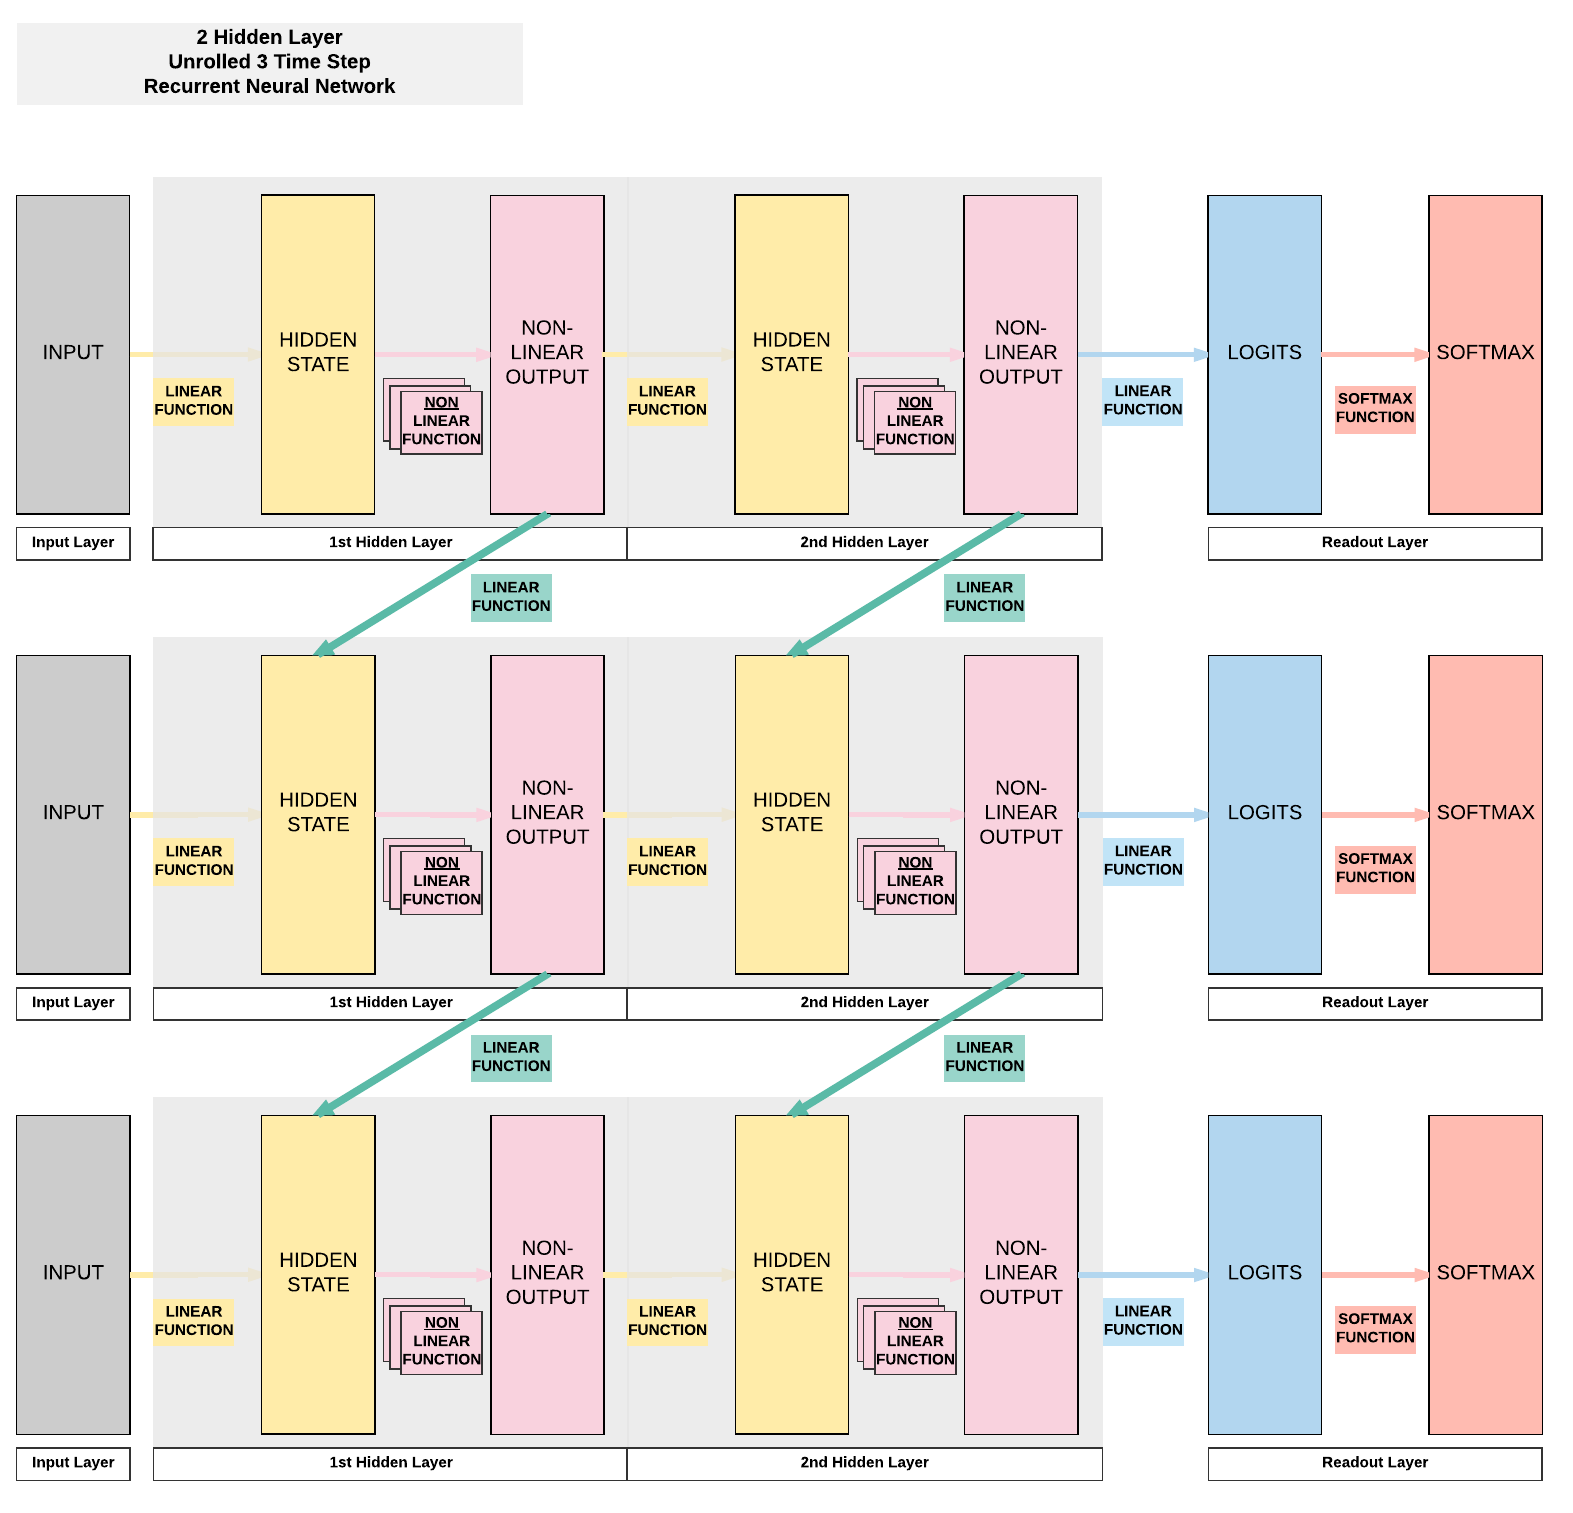 2 Hidden Layer
Unrolled 3 Time Step
Recurrent Neural Network
INPUT
LINEAR
FUNCTION
HIDDEN
STATE
NON
LINEAR
FUNCTION
NON-
LINEAR
OUTPUT
LINEAR
FUNCTION
HIDDEN
STATE
NON
LINEAR
FUNCTION
NON-
LINEAR
OUTPUT
LINEAR
FUNCTION
LOGITS
SOFTMAX
FUNCTION
SOFTMAX
Input Layer
1st Hidden Layer
2nd Hidden Layer
Readout Layer
LINEAR
FUNCTION
LINEAR
FUNCTION
INPUT
LINEAR
FUNCTION
HIDDEN
STATE
NON
LINEAR
FUNCTION
NON-
LINEAR
OUTPUT
LINEAR
FUNCTION
HIDDEN
STATE
NON
LINEAR
FUNCTION
NON-
LINEAR
OUTPUT
LINEAR
FUNCTION
LOGITS
SOFTMAX
FUNCTION
SOFTMAX
Input Layer
1st Hidden Layer
2nd Hidden Layer
Readout Layer
LINEAR
FUNCTION
LINEAR
FUNCTION
INPUT
LINEAR
FUNCTION
HIDDEN
STATE
NON
LINEAR
FUNCTION
NON-
LINEAR
OUTPUT
LINEAR
FUNCTION
HIDDEN
STATE
NON
LINEAR
FUNCTION
NON-
LINEAR
OUTPUT
LINEAR
FUNCTION
LOGITS
SOFTMAX
FUNCTION
SOFTMAX
Input Layer
1st Hidden Layer
2nd Hidden Layer
Readout Layer